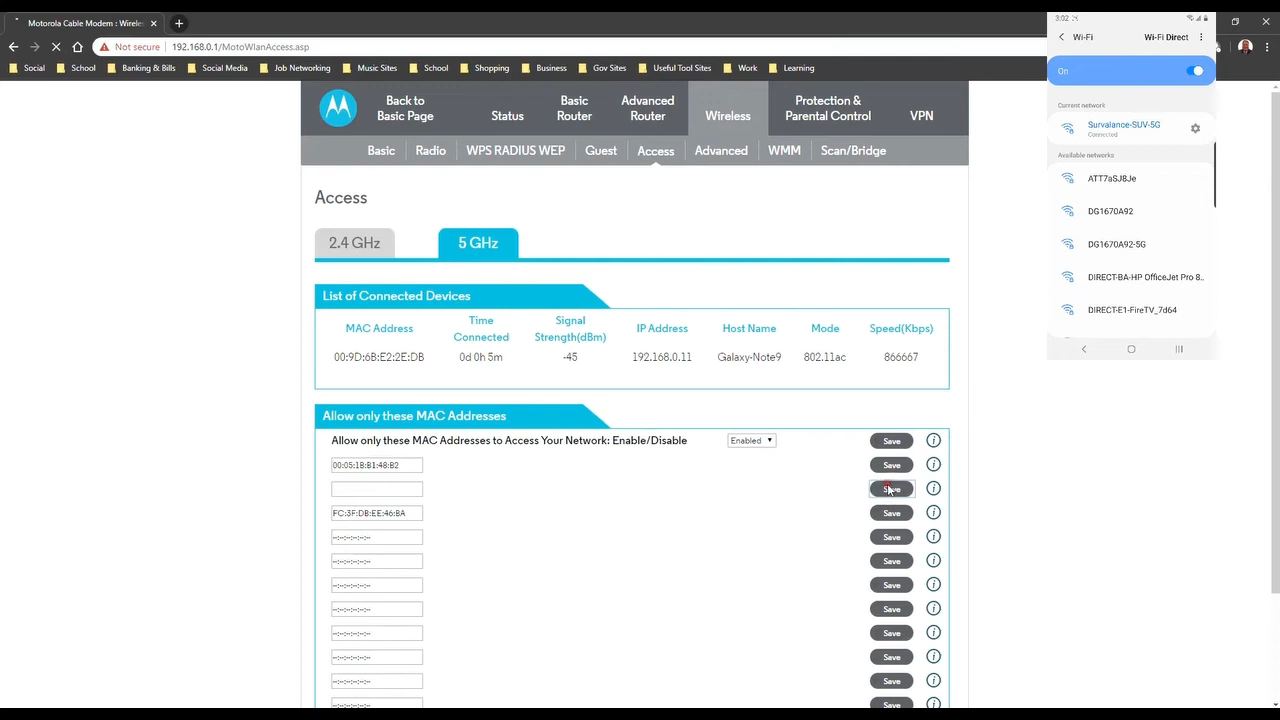 Motorola Cable Modem : Wirele
Not secure | 192.168.0.1/MotoWlanAccess.asp
Social School Banking & Bills Social Media Job Networking Music Sites School Shopping Business Gov Sites Useful Tool Sites Work Learning
Back to Basic Page
Status
Basic Router
Advanced Router
Wireless
Protection & Parental Control
VPN
Basic Radio WPS RADIUS WEP Guest Access Advanced WMM Scan/Bridge
Access
2.4 GHz 5 GHz
List of Connected Devices
MAC Address Time Connected Signal Strength(dBm) IP Address Host Name Mode Speed(Kbps)
00:9D:6B:E2:2E:DB 0d 0h 5m -45 192.168.0.11 Galaxy-Note9 802.11ac 866667
Allow only these MAC Addresses
Allow only these MAC Addresses to Access Your Network: Enable/Disable Enabled Save i
00:05:1B:B1:48:B2 Save i
Save i
FC:3F:DB:EE:46:BA Save i
--:--:--:--:--:-- Save i
--:--:--:--:--:-- Save i
--:--:--:--:--:-- Save i
--:--:--:--:--:-- Save i
--:--:--:--:--:-- Save i
--:--:--:--:--:-- Save i
--:--:--:--:--:-- Save i
--:--:--:--:--:-- Save i
3:02
Wi-Fi Wi-Fi Direct
On
Current network
Survalance-SUV-5G
Connected
Available networks
ATT7aSJ8Je
DG1670A92
DG1670A92-5G
DIRECT-BA-HP OfficeJet Pro 8..
DIRECT-E1-FireTV_7d64